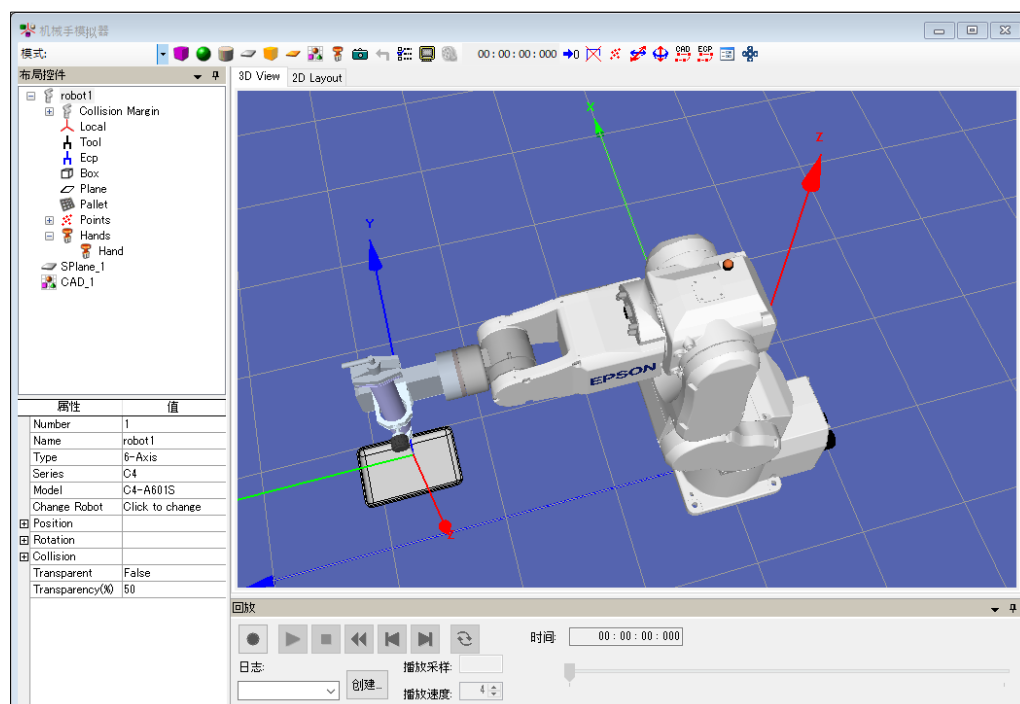 机械手模拟器
模式:
00:00:00:000
CAD
ECP
布局控件
3D View
2D Layout
robot1
Collision Margin
Local
Tool
Ecp
Box
Plane
Pallet
Points
Hands
Hand
SPlane_1
CAD_1
X
Z
Y
EPSON
Z
属性 值
Number 1
Name robot1
Type 6-Axis
Series C4
Model C4-A601S
Change Robot Click to change
Position
Rotation
Collision
Transparent False
Transparency(%) 50
回放
时间: 00:00:00:000
日志:
创建...
播放采样:
播放速度: 4